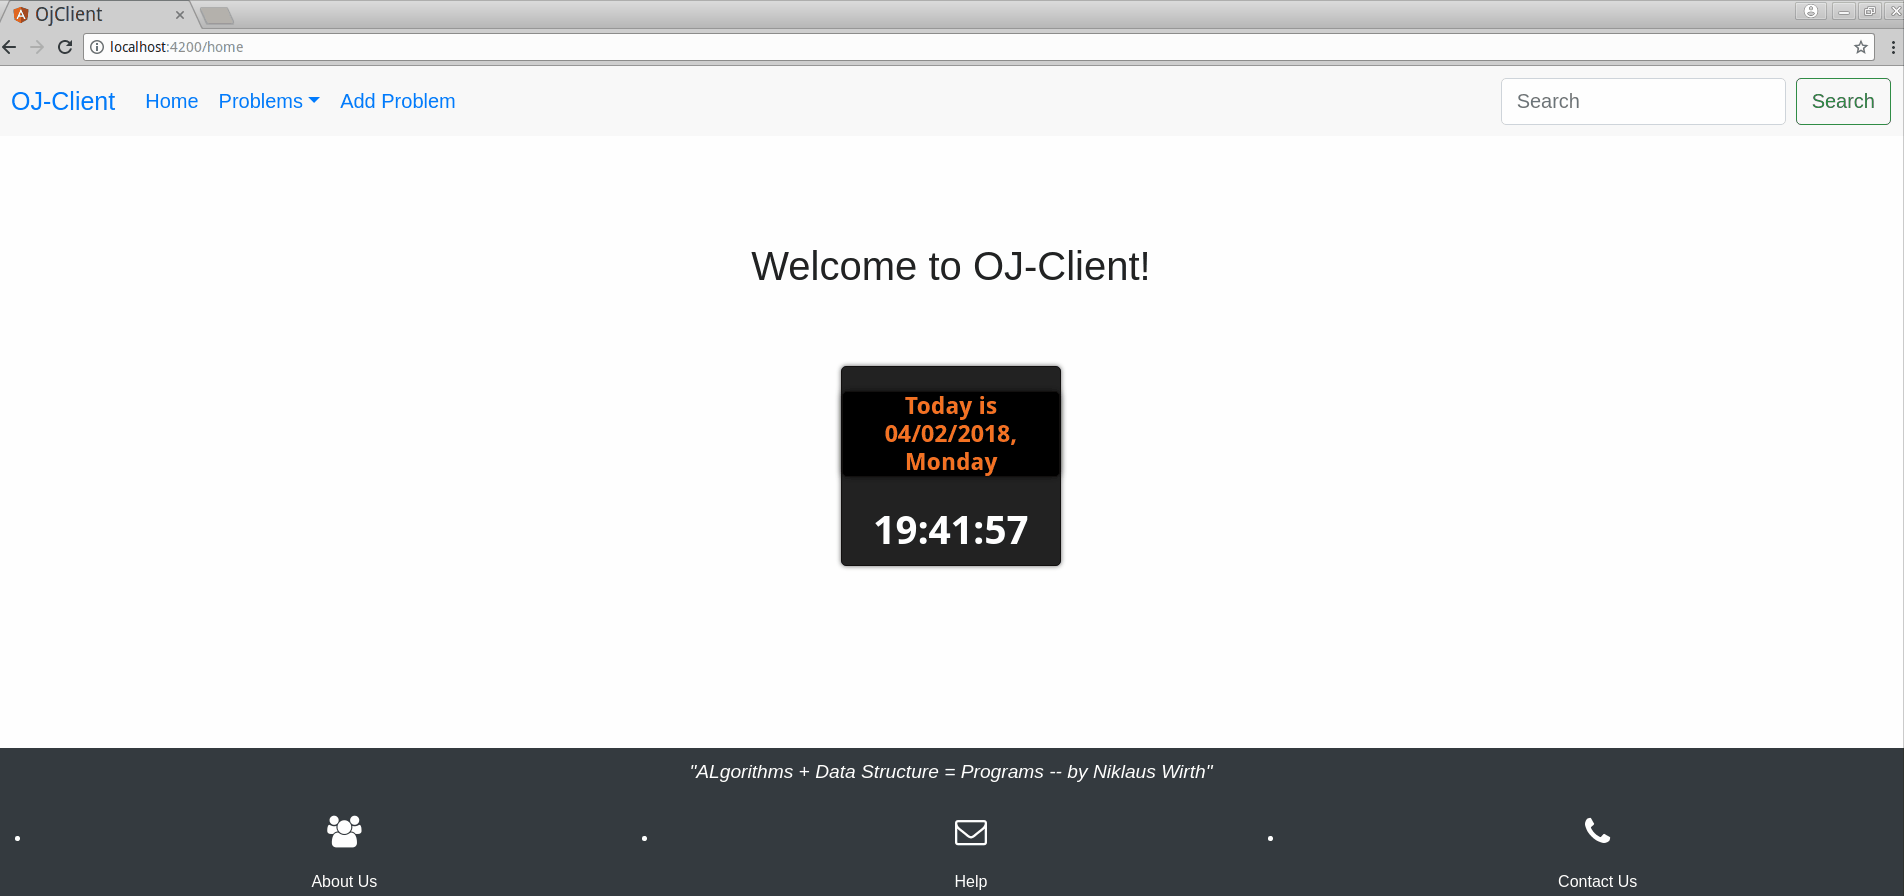 OjClient
localhost:4200/home
OJ-Client Home Problems Add Problem Search Search
Welcome to OJ-Client!
Today is
04/02/2018,
Monday
19:41:57
"ALgorithms + Data Structure = Programs -- by Niklaus Wirth"
About Us Help Contact Us